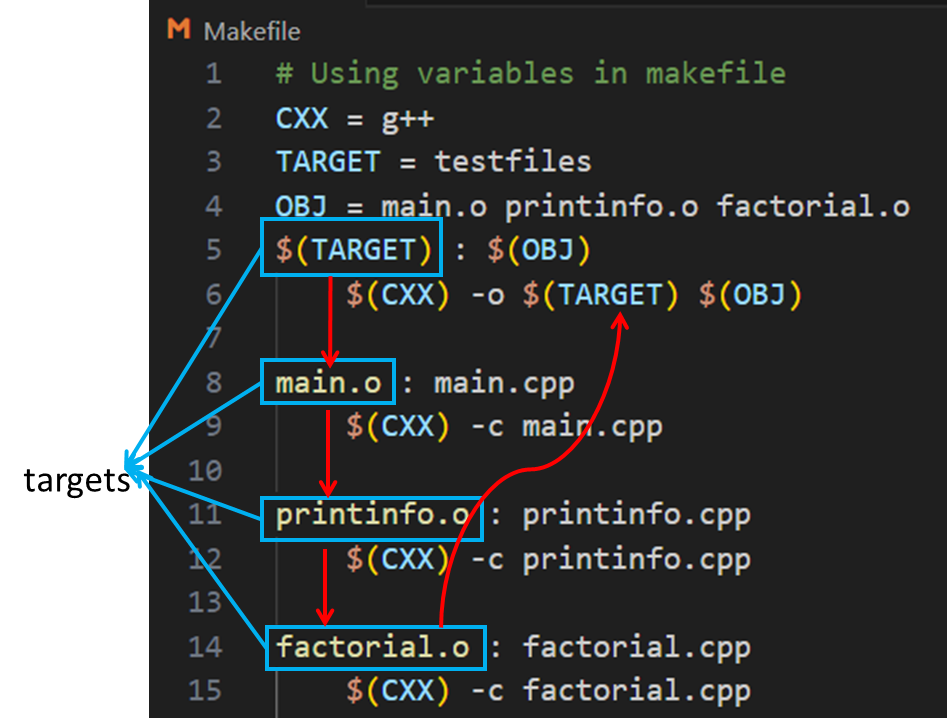 M Makefile
1 # Using variables in makefile
2 CXX = g++
3 TARGET = testfiles
4 OBJ = main.o printinfo.o factorial.o
5 $(TARGET) : $(OBJ)
6 $(CXX) -o $(TARGET) $(OBJ)
7
8 main.o : main.cpp
9 $(CXX) -c main.cpp
10
targets
11 printinfo.o : printinfo.cpp
12 $(CXX) -c printinfo.cpp
13
14 factorial.o : factorial.cpp
15 $(CXX) -c factorial.cpp